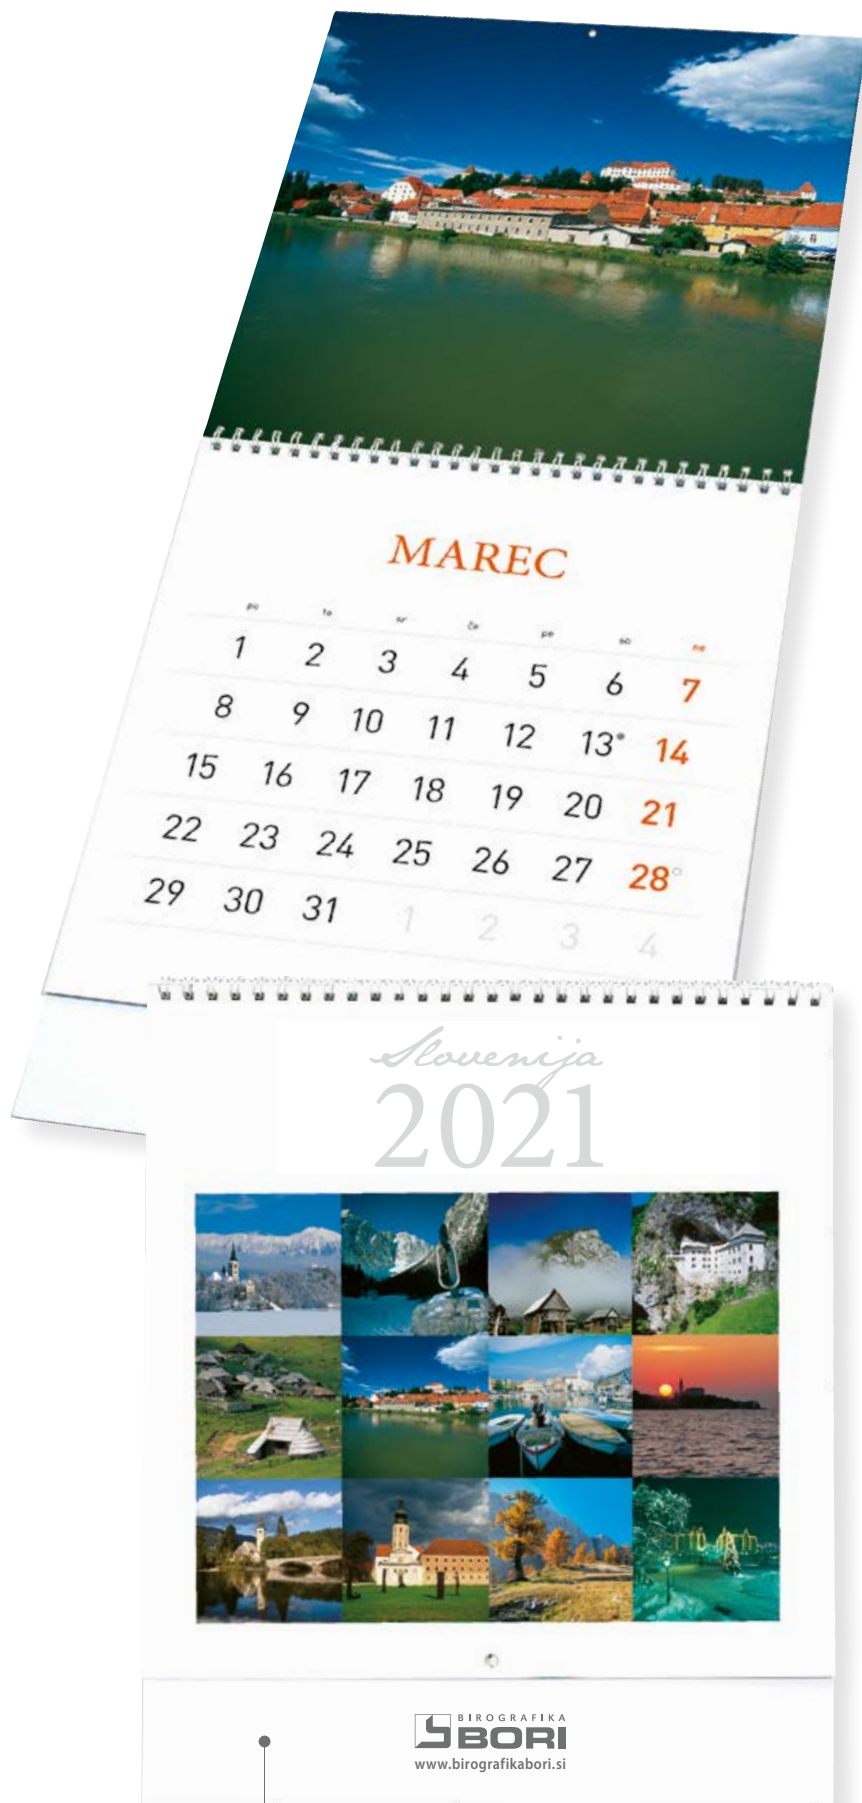 MAREC
po to sr če pe so ne
1 2 3 4 5 6 7
8 9 10 11 12 13 14
15 16 17 18 19 20 21
22 23 24 25 26 27 28
29 30 31 1 2 3 4
Slovenija
2021
BIROGRAFIKA
BORI
www.birografikabori.si